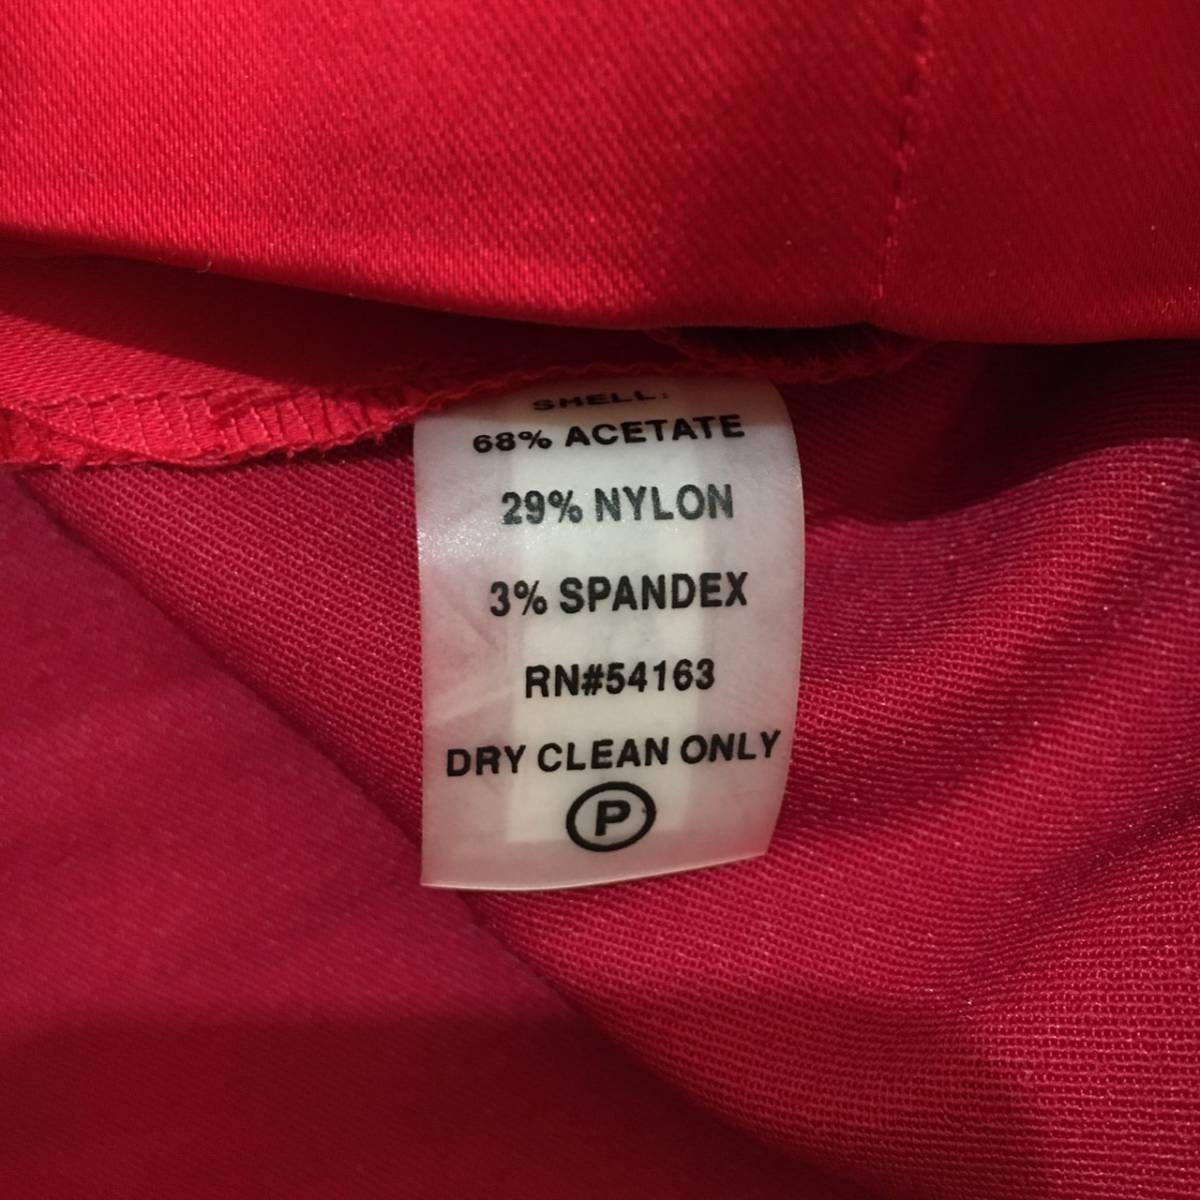 SHELL:
68% ACETATE
29% NYLON
3% SPANDEX
RN#54163
DRY CLEAN ONLY
P